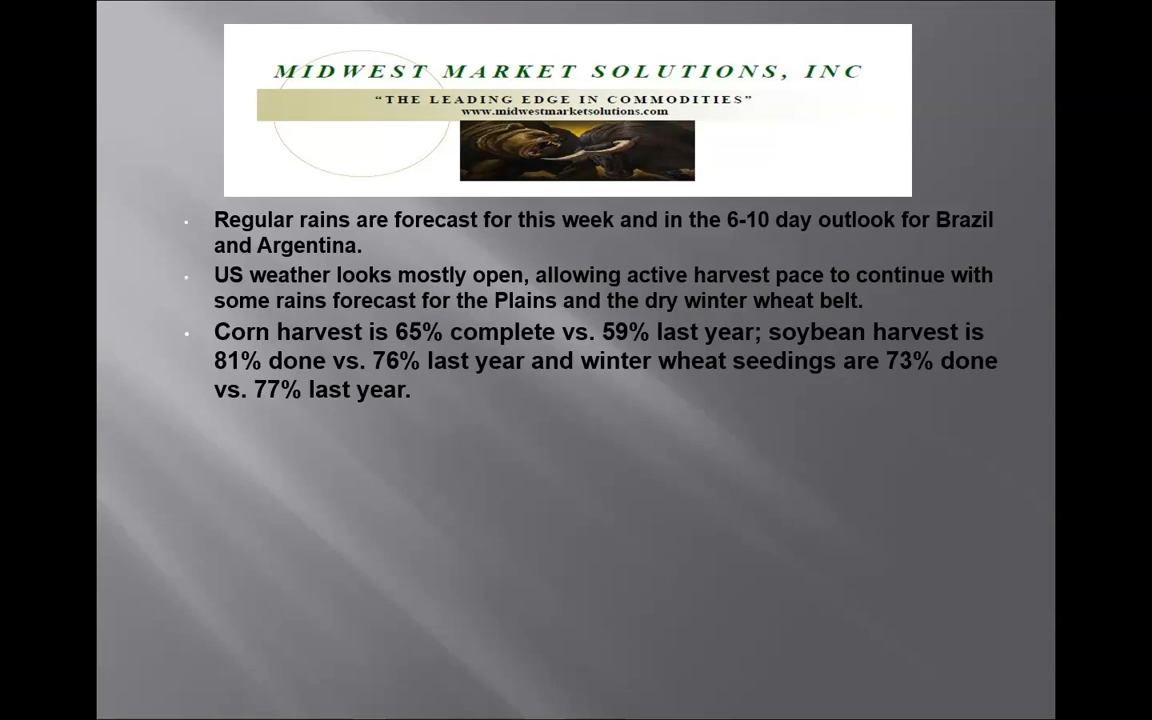 MIDWEST MARKET SOLUTIONS, INC
“THE LEADING EDGE IN COMMODITIES”
www.midwestmarketsolutions.com
Regular rains are forecast for this week and in the 6-10 day outlook for Brazil
and Argentina.
US weather looks mostly open, allowing active harvest pace to continue with
some rains forecast for the Plains and the dry winter wheat belt.
Corn harvest is 65% complete vs. 59% last year; soybean harvest is
81% done vs. 76% last year and winter wheat seedings are 73% done
vs. 77% last year.